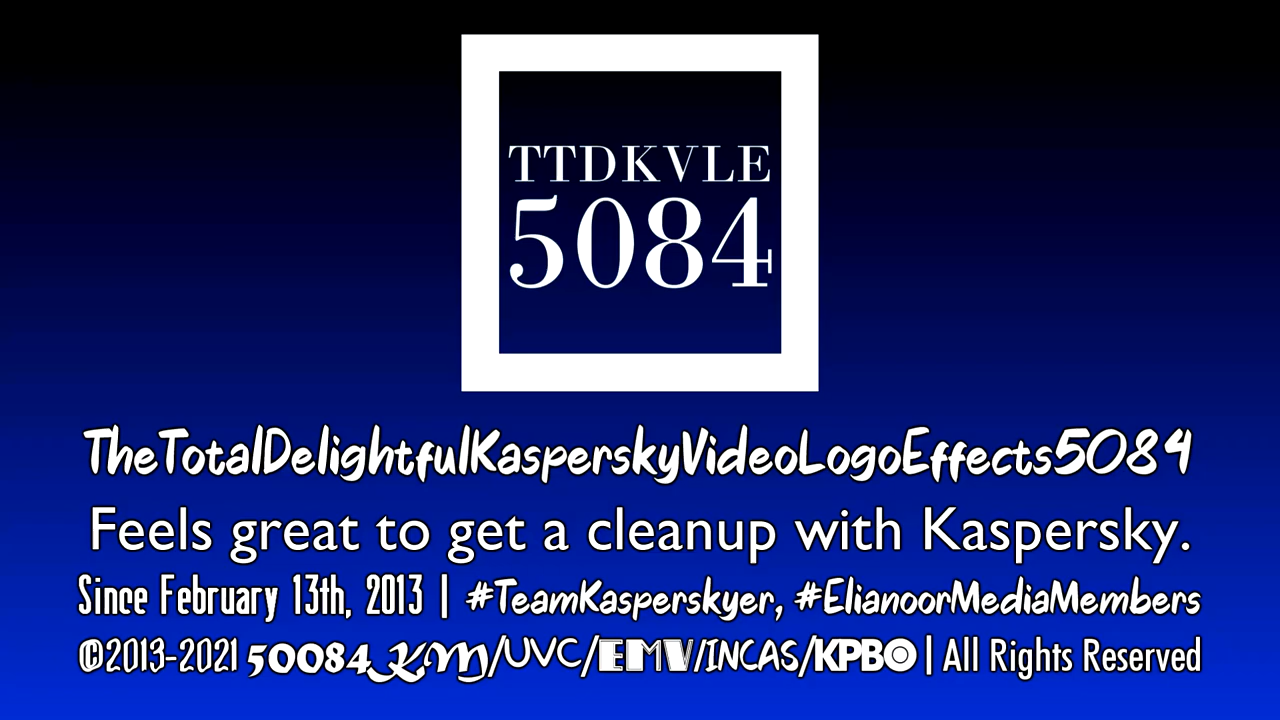 TTDKVLE
5084
TheTotalDelightfulKasperskyVideoLogoEffects5084
Feels great to get a cleanup with Kaspersky.
Since February 13th, 2013 | #TeamKasperskyer, #ElianoorMediaMembers
©2013-2021 50084KM/UVC/EMV/INCAS/KPBO | All Rights Reserved